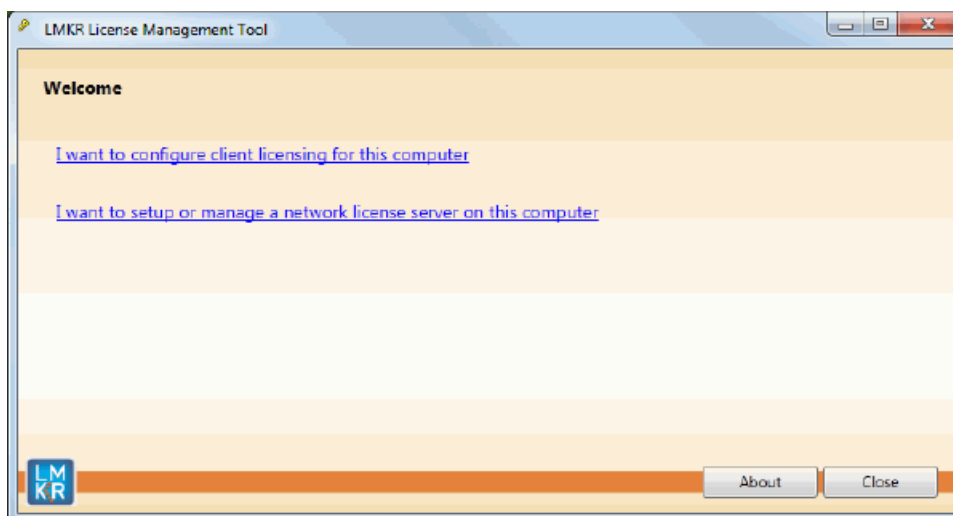 LMKR License Management Tool
Welcome
I want to configure client licensing for this computer
I want to setup or manage a network license server on this computer
LM
KR
About
Close